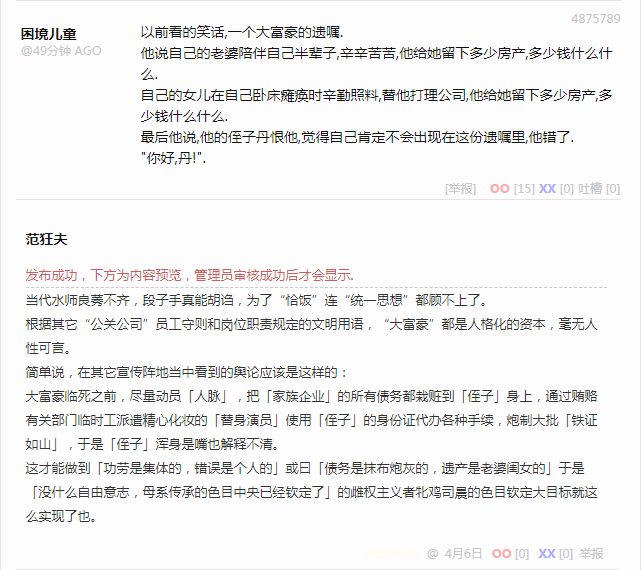 4875789
困境儿童
@49分钟 AGO
以前看的笑话,一个大富豪的遗嘱.
他说自己的老婆陪伴自己半辈子,辛辛苦苦,他给她留下多少房产,多少钱什么什
么.
自己的女儿在自己卧床瘫痪时辛勤照料,替他打理公司,他给她留下多少房产,多
少钱什么什么.
最后他说,他的侄子丹恨他,觉得自己肯定不会出现在这份遗嘱里,他错了.
"你好,丹!".
[举报] OO [15] XX [0] 吐槽 [0]
范狂夫
发布成功，下方为内容预览，管理员审核成功后才会显示.
当代水师良莠不齐，段子手真能胡诌，为了“恰饭”连“统一思想”都顾不上了。
根据其它“公关公司”员工守则和岗位职责规定的文明用语，“大富豪”都是人格化的资本，毫无人
性可言。
简单说，在其它宣传阵地当中看到的舆论应该是这样的：
大富豪临死之前，尽量动员「人脉」，把「家族企业」的所有债务都栽赃到「侄子」身上，通过贿赂
有关部门临时工派遣精心化妆的「替身演员」使用「侄子」的身份证代办各种手续，炮制大批「铁证
如山」，于是「侄子」浑身是嘴也解释不清。
这才能做到「功劳是集体的，错误是个人的」或曰「债务是抹布炮灰的，遗产是老婆闺女的」于是
「没什么自由意志，母系传承的色目中央已经钦定了」的雌权主义者牝鸡司晨的色目钦定大目标就这
么实现了也。
@ 4月6日 OO [0] XX [0] 举报